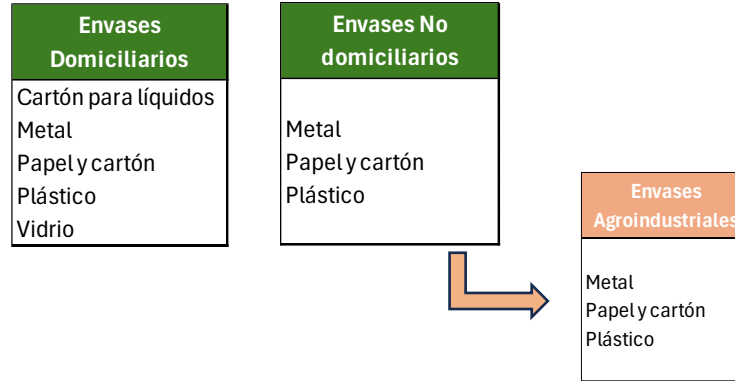 Envases
Domiciliarios
Cartón para líquidos
Metal
Papel y cartón
Plástico
Vidrio
Envases No
domiciliarios
Metal
Papel y cartón
Plástico
Envases
Agroindustriales
Metal
Papel y cartón
Plástico